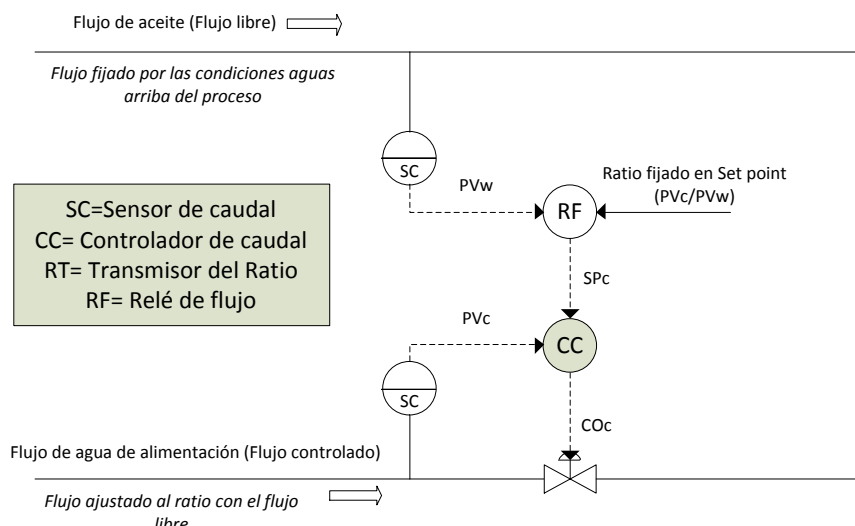 Flujo de aceite (Flujo libre)
Flujo fijado por las condiciones aguas
arriba del proceso
SC
PVw
RF
Ratio fijado en Set point
(PVc/PVw)
SC=Sensor de caudal
CC= Controlador de caudal
RT= Transmisor del Ratio
RF= Relé de flujo
SPc
PVc
CC
SC
COc
Flujo de agua de alimentación (Flujo controlado)
Flujo ajustado al ratio con el flujo
libre